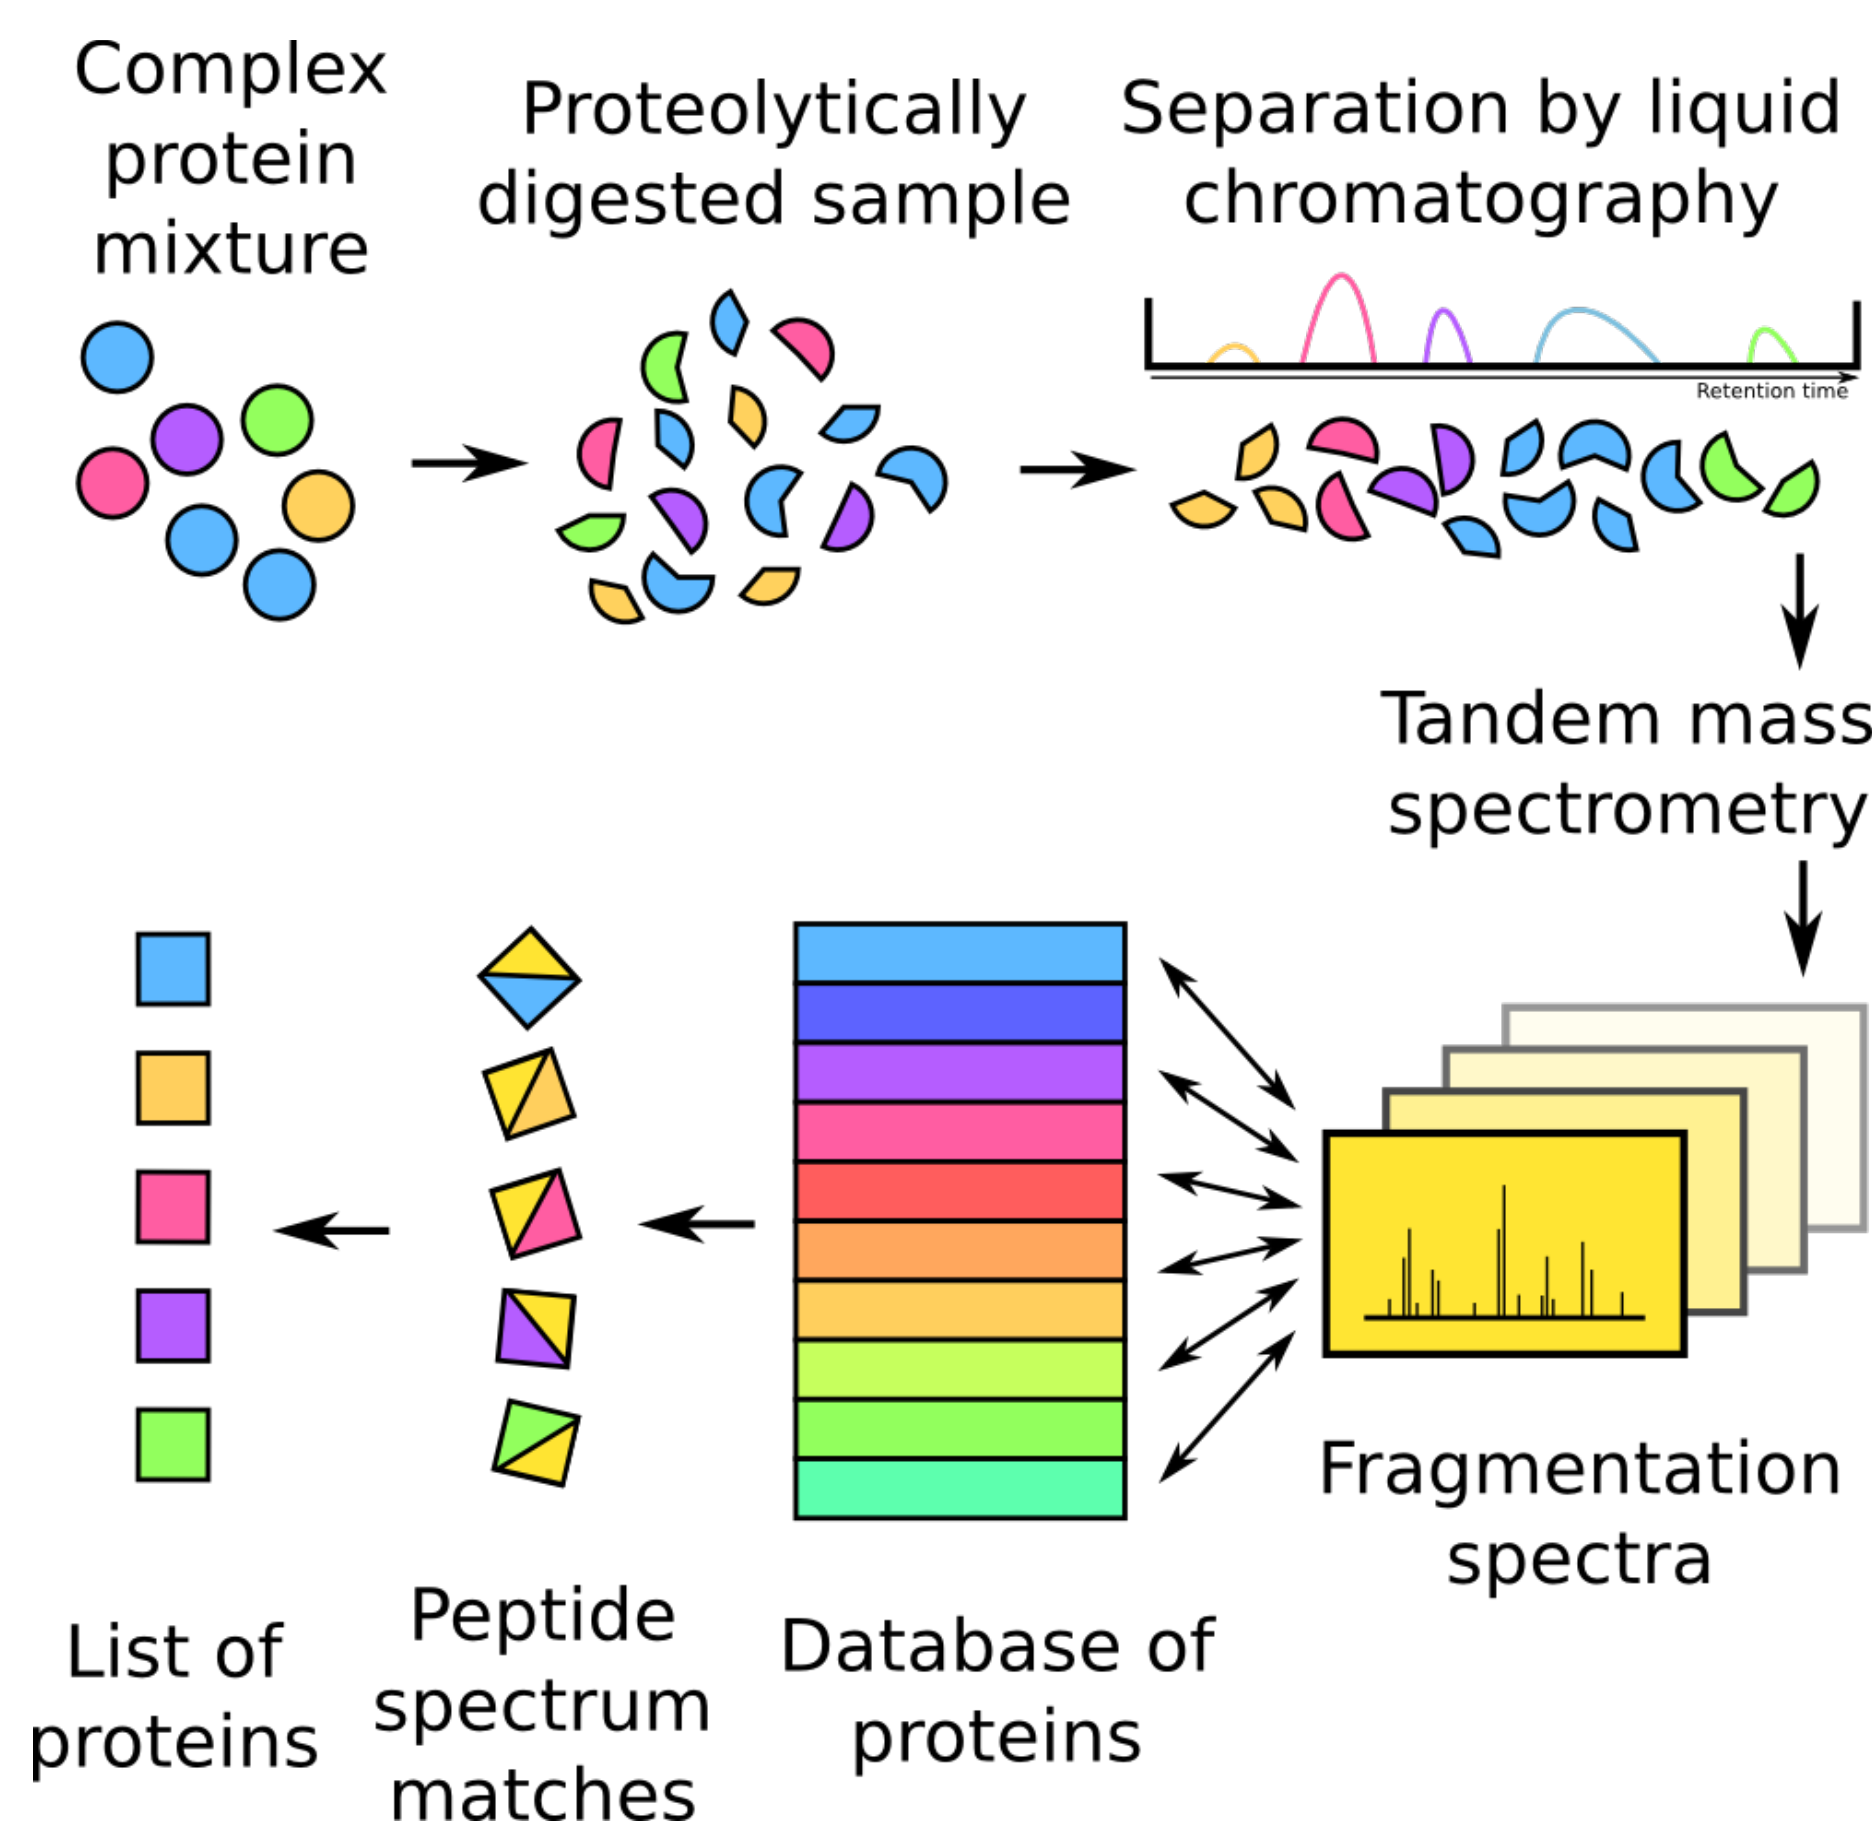 Complex
protein
mixture
Proteolytically
digested sample
Separation by liquid
chromatography
Retention time
Tandem mass
spectrometry
Fragmentation
spectra
Database of
proteins
Peptide
spectrum
matches
List of
proteins